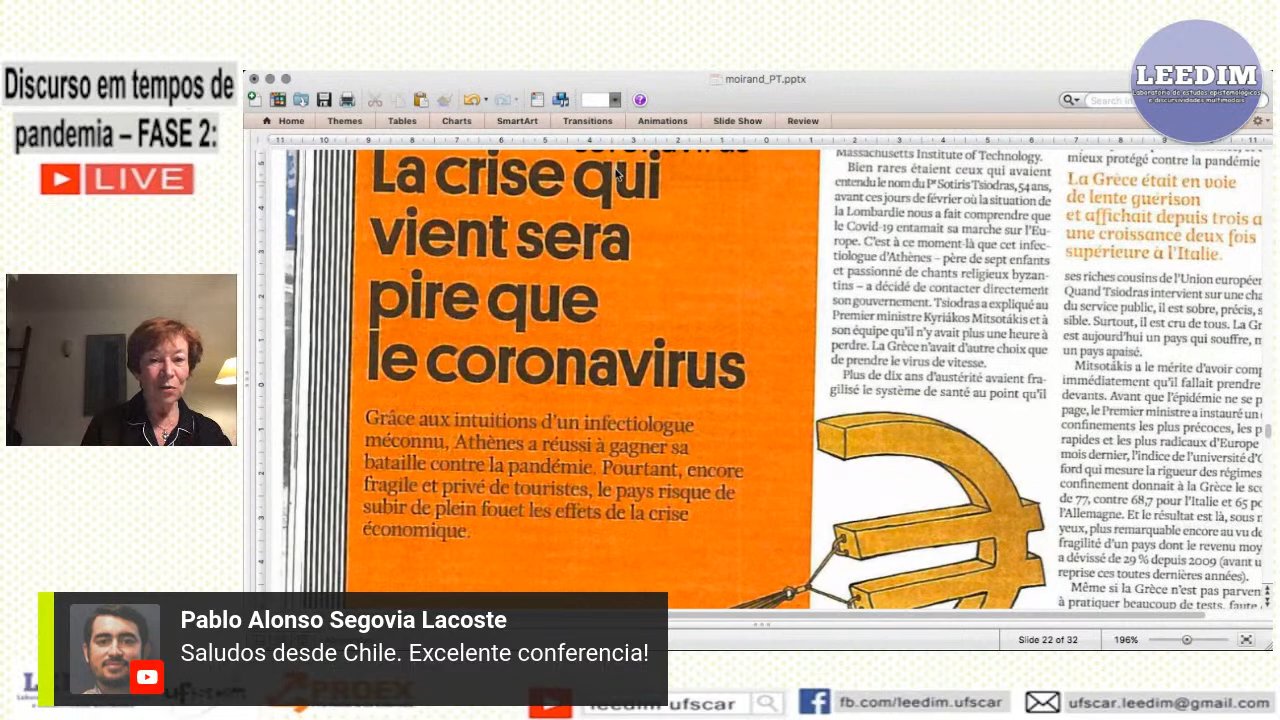 Discurso em tempos de
pandemia – FASE 2:
LIVE
LEEDIM
Laboratório de estudos epistemológicos
e discursividades multimodais
moirand_PT.pptx
Home
Themes
Tables
Charts
SmartArt
Transitions
Animations
Slide Show
Review
La crise qui
vient sera
pire que
le coronavirus
Grâce aux intuitions d'un infectiologue
méconnu, Athènes a réussi à gagner sa
bataille contre la pandémie. Pourtant, encore
fragile et privé de touristes, le pays risque de
subir de plein fouet les effets de la crise
économique.
Massachusetts Institute of Technology.
Bien rares étaient ceux qui avaient
entendu le nom du Pr Sotiris Tsiodras, 54 ans,
avant ces jours de février où la situation de
la Lombardie nous a fait comprendre que
le Covid-19 entamait sa marche sur l'Eu-
rope. C'est à ce moment-là que cet infec-
tiologue d'Athènes – père de sept enfants
et passionné de chants religieux byzan-
tins – a décidé de contacter directement
son gouvernement. Tsiodras a expliqué au
Premier ministre Kyriákos Mitsotákis et à
son équipe qu'il n'y avait plus une heure à
perdre. La Grèce n'avait d'autre choix que
de prendre le virus de vitesse.
Plus de dix ans d'austérité avaient fra-
gilisé le système de santé au point qu'il
mieux protégé contre la pandémie
La Grèce était en voie
de lente guérison
et affichait depuis trois a
une croissance deux fois
supérieure à l'Italie.
ses riches cousins de l'Union européen
Quand Tsiodras intervient sur une cha
du service public, il est sobre, précis, s
sible. Surtout, il est cru de tous. La Gr
est aujourd'hui un pays qui souffre, m
un pays apaisé.
Mitsotákis a le mérite d'avoir comp
immédiatement qu'il fallait prendre
devants. Avant que l'épidémie ne se p
page, le Premier ministre a instauré un
confinements les plus précoces, les p
rapides et les plus radicaux d'Europe
mois dernier, l'indice de l'université d'O
ford qui mesure la rigueur des régimes
confinement donnait à la Grèce le sco
de 77, contre 68,7 pour l'Italie et 65 po
l'Allemagne. Et le résultat est là, sous n
yeux, plus remarquable encore au vu de
fragilité d'un pays dont le revenu moy
a dévissé de 29 % depuis 2009 (avant u
reprise ces toutes dernières années).
Même si la Grèce n'est pas parven
à pratiquer beaucoup de tests, faute
Slide 22 of 32
196%
Pablo Alonso Segovia Lacoste
Saludos desde Chile. Excelente conferencia!
PROEX
leedim ufscar
fb.com/leedim.ufscar
ufscar.leedim@gmail.com